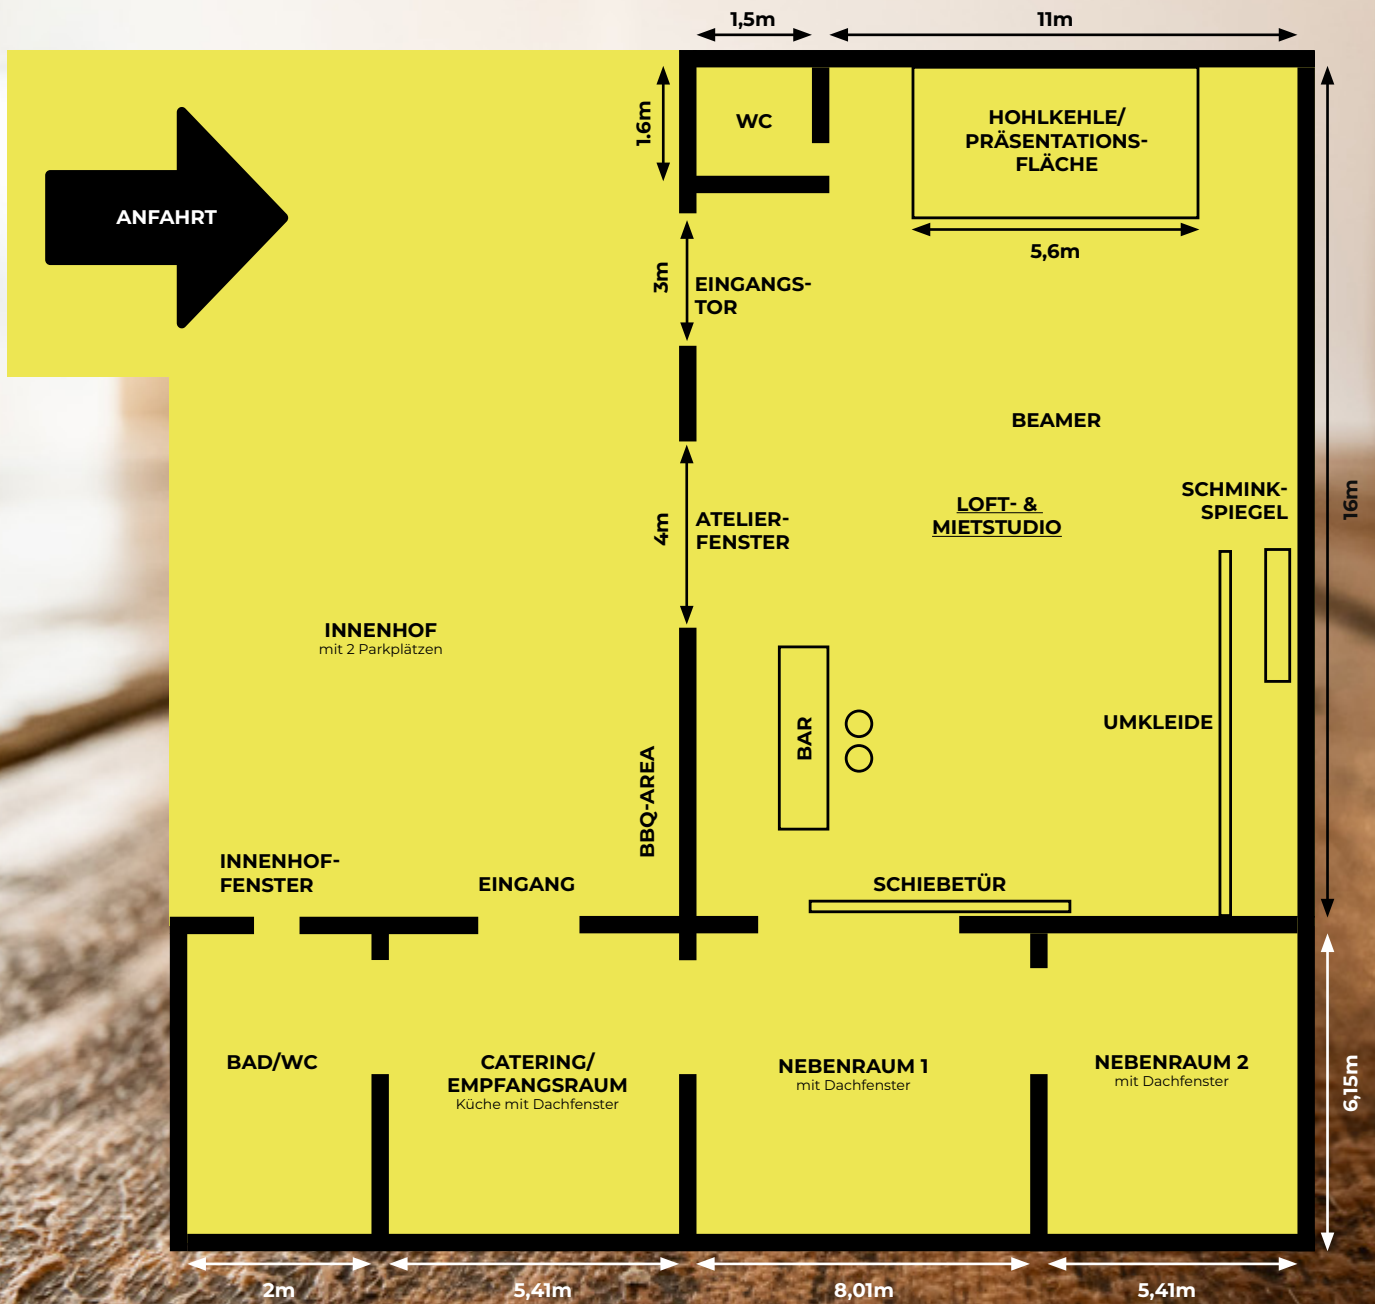 1,5m
11m
1.6m
WC
HOHLKEHLE/
PRÄSENTATIONS-
FLÄCHE
ANFAHRT
5,6m
3m
EINGANGS-
TOR
BEAMER
LOFT- &
MIETSTUDIO
SCHMINK-
SPIEGEL
16m
4m
ATELIER-
FENSTER
INNENHOF
mit 2 Parkplätzen
BAR
UMKLEIDE
BBQ-AREA
INNENHOF-
FENSTER
EINGANG
SCHIEBETÜR
BAD/WC
CATERING/
EMPFANGSRAUM
Küche mit Dachfenster
NEBENRAUM 1
mit Dachfenster
NEBENRAUM 2
mit Dachfenster
6,15m
2m
5,41m
8,01m
5,41m